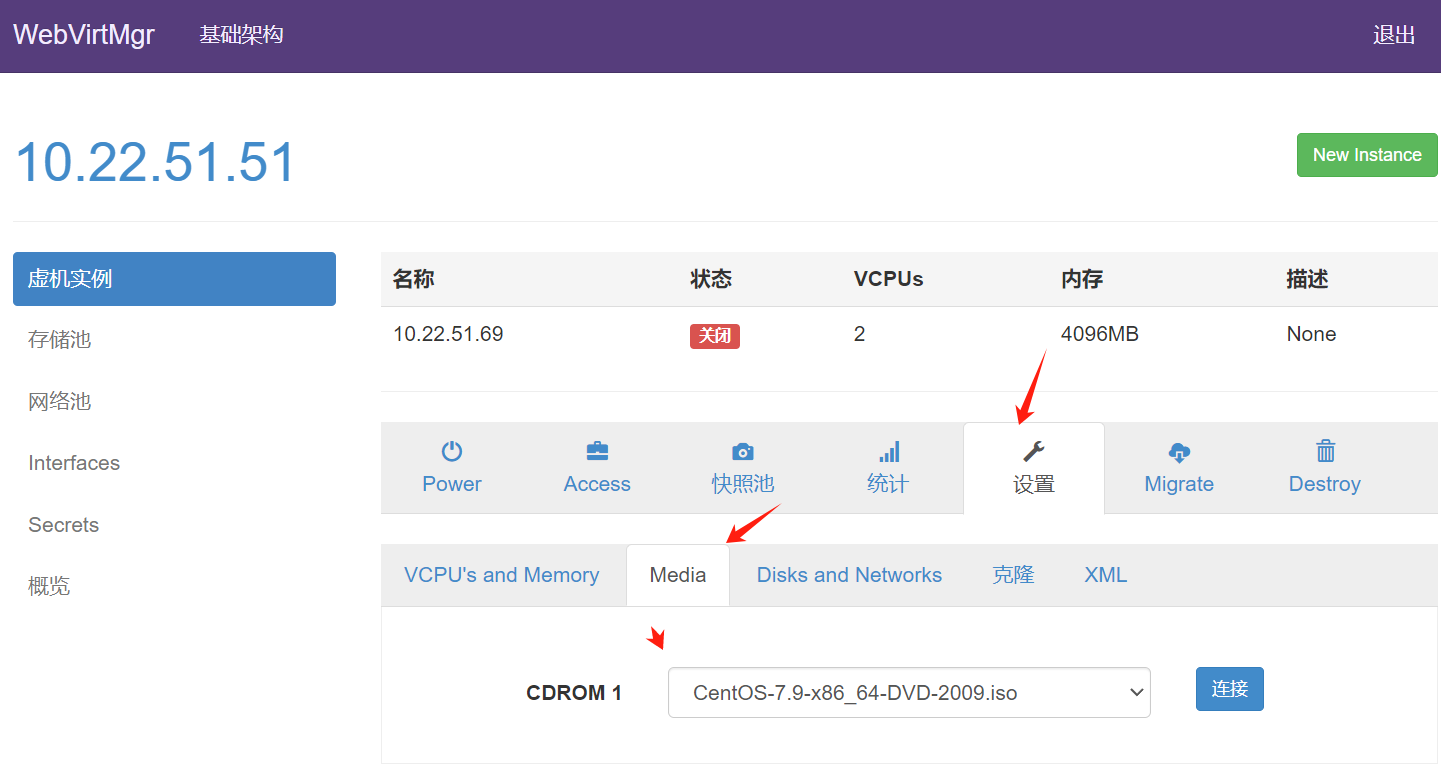 WebVirtMgr 基础架构 退出
10.22.51.51 New Instance
虚机实例
存储池
网络池
Interfaces
Secrets
概览
名称 状态 VCPUs 内存 描述
10.22.51.69 关闭 2 4096MB None
Power Access 快照池 统计 设置 Migrate Destroy
VCPU's and Memory Media Disks and Networks 克隆 XML
CDROM 1 CentOS-7.9-x86_64-DVD-2009.iso 连接